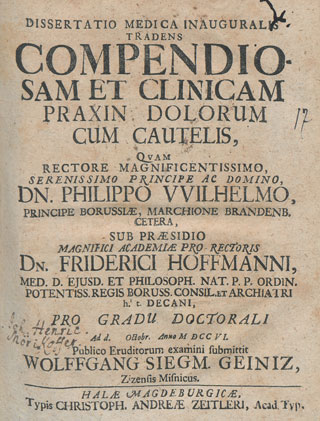 DISSERTATIO MEDICA INAUGURALIS
TRADENS
COMPENDIO-
SAM ET CLINICAM
PRAXIN DOLORUM
CUM CAUTELIS,
QVAM
RECTORE MAGNIFICENTISSIMO,
SERENISSIMO PRINCIPE AC DOMINO,
DN. PHILIPPO VVILHELMO,
PRINCIPE BORUSSIÆ, MARCHIONE BRANDENB.
CETERA,
SUB PRÆSIDIO
MAGNIFICI ACADEMIÆ PRO-RECTORIS
DN. FRIDERICI HOFFMANNI,
MED. D. EJUSD. ET PHILOSOPH. NAT. P. P. ORDIN.
POTENTISS. REGIS BORUSS. CONSIL. ET ARCHIATRI
h. t. DECANI,
PRO GRADU DOCTORALI
Ad d. Octobr. Anno MDCCVI.
Publico Eruditorum examini submittit
WOLFFGANG SIEGM. GEINIZ,
Zizensis Misnicus.
HALÆ MAGDEBURGICÆ,
Typis CHRISTOPH. ANDREÆ ZEITLERI, Acad. Typ.
17